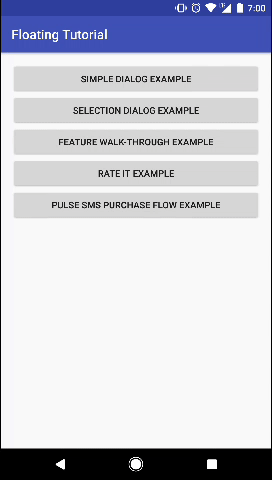 7:00
Floating Tutorial
SIMPLE DIALOG EXAMPLE
SELECTION DIALOG EXAMPLE
FEATURE WALK-THROUGH EXAMPLE
RATE IT EXAMPLE
PULSE SMS PURCHASE FLOW EXAMPLE